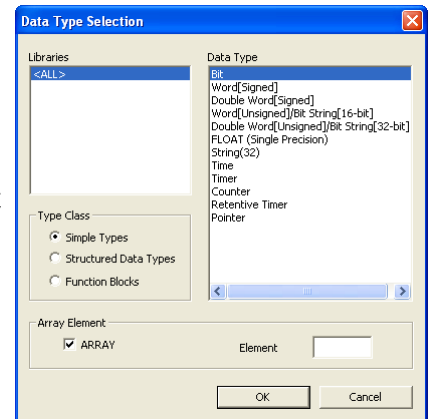 Data Type Selection
Libraries
<ALL>
Data Type
Bit
Word[Signed]
Double Word[Signed]
Word[Unsigned]/Bit String[16-bit]
Double Word[Unsigned]/Bit String[32-bit]
FLOAT (Single Precision)
String(32)
Time
Timer
Counter
Retentive Timer
Pointer
Type Class
Simple Types
Structured Data Types
Function Blocks
Array Element
ARRAY
Element
OK
Cancel